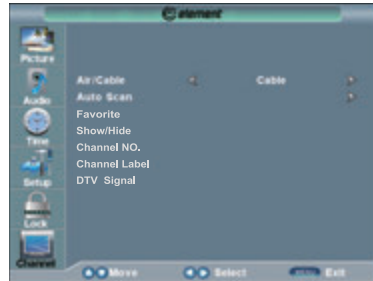 element
Picture
Audio
Time
Setup
Lock
Channel
Air/Cable Cable
Auto Scan
Favorite
Show/Hide
Channel NO.
Channel Label
DTV Signal
Move Select MENU Exit